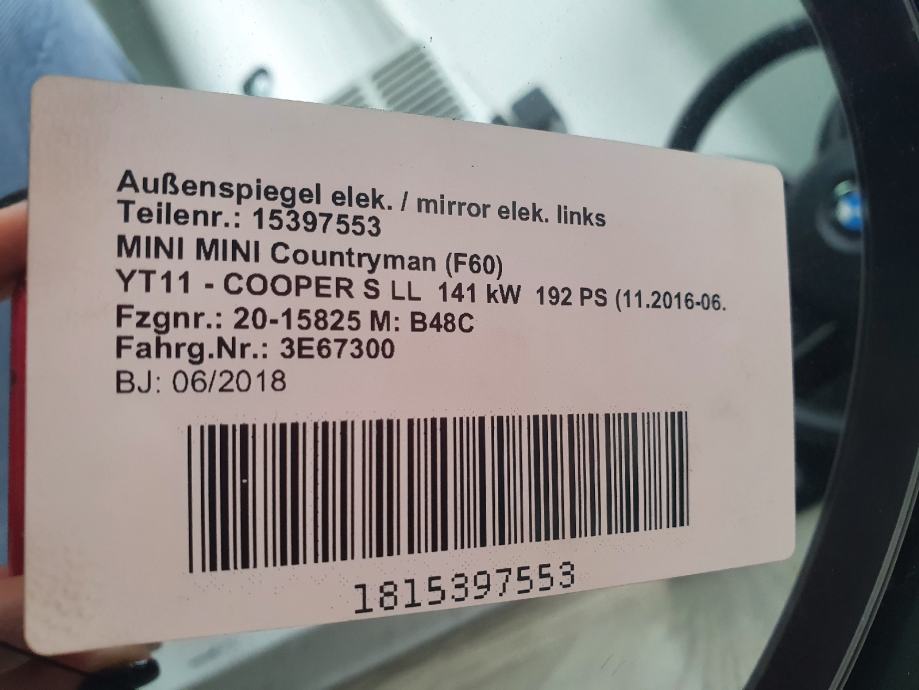 Außenspiegel elek. / mirror elek. links
Teilenr.: 15397553
MINI MINI Countryman (F60)
YT11 - COOPER S LL 141 kW 192 PS (11.2016-06.
Fzgnr.: 20-15825 M: B48C
Fahrg.Nr.: 3E67300
BJ: 06/2018
1815397553